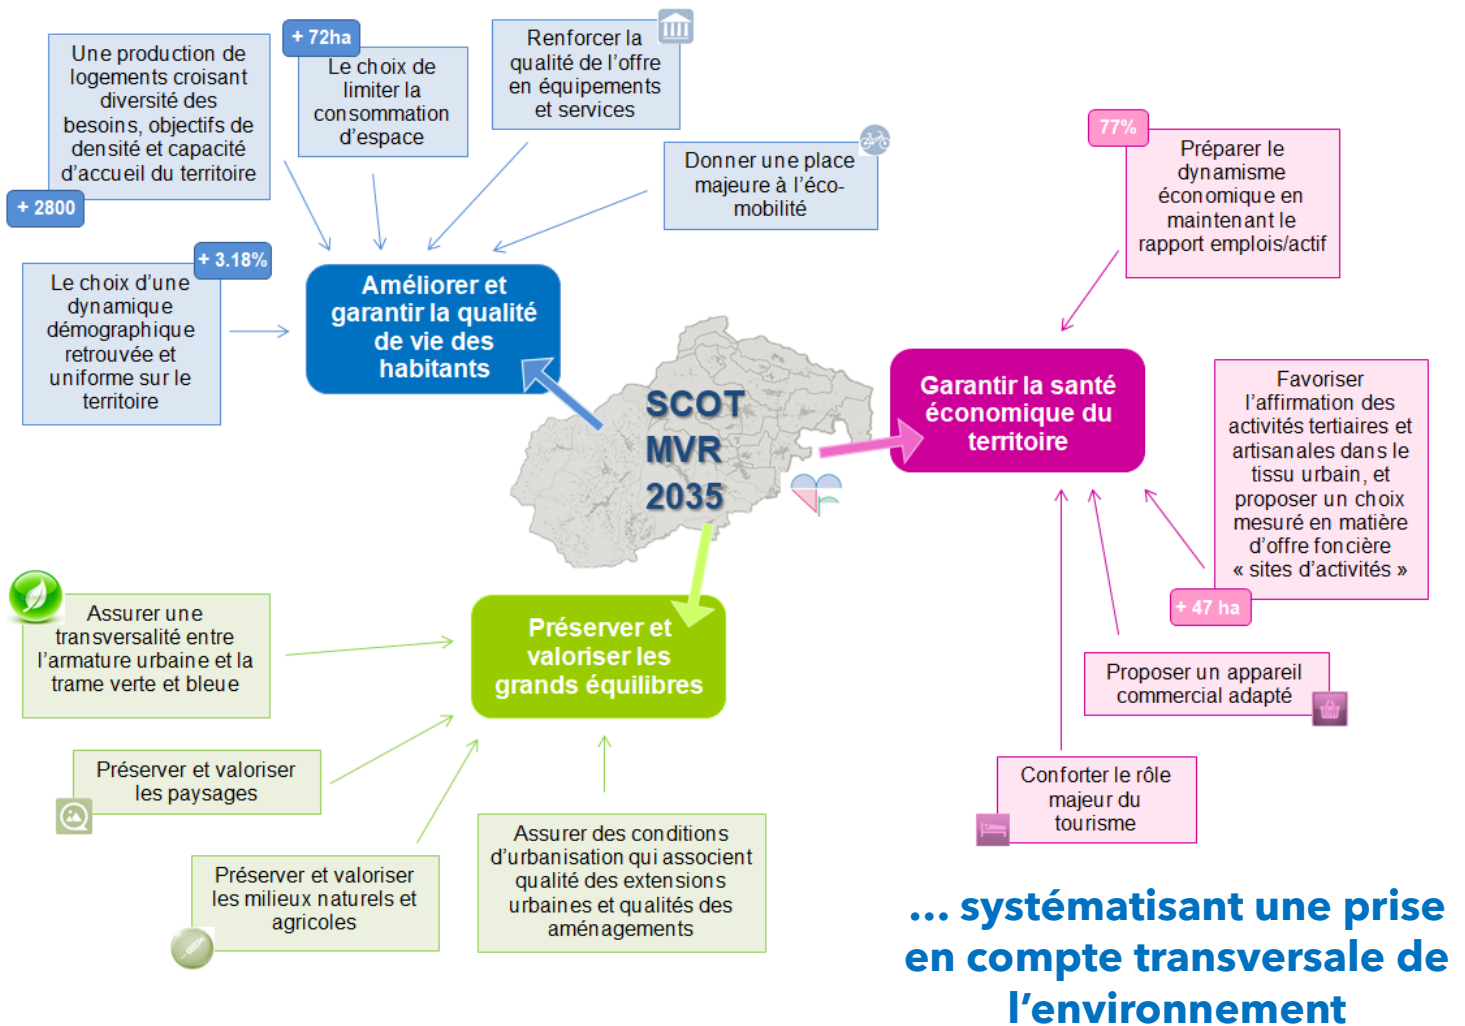 Une production de
logements croisant
diversité des
besoins, objectifs de
densité et capacité
d'accueil du territoire
+ 2800
+ 72ha
Le choix de
limiter la
consommation
d'espace
Renforcer la
qualité de l'offre
en équipements
et services
Donner une place
majeure à l'éco-
mobilité
+ 3.18%
Le choix d'une
dynamique
démographique
retrouvée et
uniforme sur le
territoire
Améliorer et
garantir la qualité
de vie des
habitants
SCOT
MVR
2035
77%
Préparer le
dynamisme
économique en
maintenant le
rapport emplois/actif
Garantir la santé
économique du
territoire
Favoriser
l'affirmation des
activités tertiaires et
artisanales dans le
tissu urbain, et
proposer un choix
mesuré en matière
d'offre foncière
« sites d'activités »
+ 47 ha
Proposer un appareil
commercial adapté
Conforter le rôle
majeur du
tourisme
Préserver et
valoriser les
grands équilibres
Assurer une
transversalité entre
l'armature urbaine et la
trame verte et bleue
Préserver et valoriser
les paysages
Préserver et valoriser
les milieux naturels et
agricoles
Assurer des conditions
d'urbanisation qui associent
qualité des extensions
urbaines et qualités des
aménagements
... systématisant une prise
en compte transversale de
l'environnement